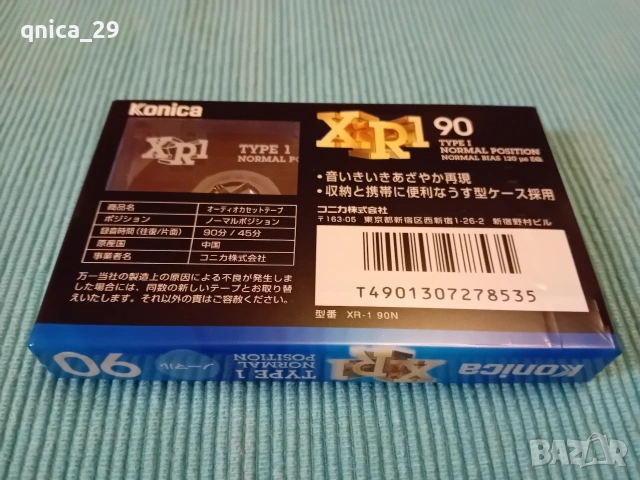 qnica_29
Konica
XR1
TYPE 1
NORMAL PO
XR1 90
TYPE 1
NORMAL POSITION
NORMAL BIAS 120 μs EQ
・音いきいきあざやか再現
・収納と携帯に便利なうす型ケース採用
コニカ株式会社
〒163-05 東京都新宿区西新宿1-26-2 新宿野村ビル
商品名 オーディオカセットテープ
ポジション ノーマルポジション
録音時間(往復/片面) 90分/45分
原産国 中国
事業者名 コニカ株式会社
万一当社の製造上の原因による不良が発生しま
した場合には、同数の新しいテープとお取り替
えいたします。それ以外の責はご容赦ください。
T4901307278535
型番 XR-1 90N
Konica
XR1
TYPE 1
NORMAL
POSITION
ノーマル
90
BAZAR